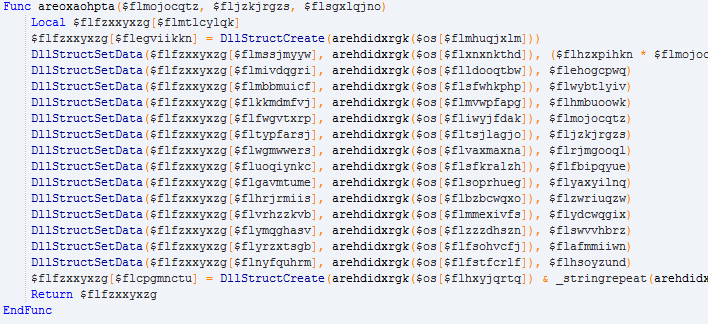 Func areoxaohpta($flmojocqtz, $fljzkjrgzs, $flsgxlqjno)
Local $flfzxxyxzg[$flmtlcylqk]
$flfzxxyxzg[$flegviikkn] = DllStructCreate(arehdidxrgk($os[$flmhuqjxlm]))
DllStructSetData($flfzxxyxzg[$flmssjmyyw], arehdidxrgk($os[$flxnxnkthd]), ($flhzxpihkn * $flmojoc
DllStructSetData($flfzxxyxzg[$flmivdqgri], arehdidxrgk($os[$flldooqtbw]), $flehogcpwq)
DllStructSetData($flfzxxyxzg[$flmbbmuicf], arehdidxrgk($os[$flsfwhkphp]), $flwybtlyiv)
DllStructSetData($flfzxxyxzg[$flkkmdmfvj], arehdidxrgk($os[$flmvwpfapg]), $flhmbuoowk)
DllStructSetData($flfzxxyxzg[$flfwgvtxrp], arehdidxrgk($os[$fliwyjfdak]), $flmojocqtz)
DllStructSetData($flfzxxyxzg[$fltypfarsj], arehdidxrgk($os[$fltsjlagjo]), $fljzkjrgzs)
DllStructSetData($flfzxxyxzg[$flwgmwwers], arehdidxrgk($os[$flvaxmaxna]), $flrjmgooql)
DllStructSetData($flfzxxyxzg[$fluoqiynkc], arehdidxrgk($os[$flsfkralzh]), $flfbipqyue)
DllStructSetData($flfzxxyxzg[$flgavmtume], arehdidxrgk($os[$flsoprhueg]), $flyaxyilnq)
DllStructSetData($flfzxxyxzg[$flhrjrmiis], arehdidxrgk($os[$flbzbcwqxo]), $flzwriuqzw)
DllStructSetData($flfzxxyxzg[$flvrhzzkvb], arehdidxrgk($os[$flmmexivfs]), $flydcwqgix)
DllStructSetData($flfzxxyxzg[$flymqghasv], arehdidxrgk($os[$flzzzdhszn]), $flswvvhbrz)
DllStructSetData($flfzxxyxzg[$flyrzxtsgb], arehdidxrgk($os[$flfsohvcfj]), $flafmmiiwn)
DllStructSetData($flfzxxyxzg[$flnyfquhrm], arehdidxrgk($os[$flfstfcrlf]), $flhsoyzund)
$flfzxxyxzg[$flcpgmnctu] = DllStructCreate(arehdidxrgk($os[$flhxyjqrtq]) & _stringrepeat(arehdidx
Return $flfzxxyxzg
EndFunc